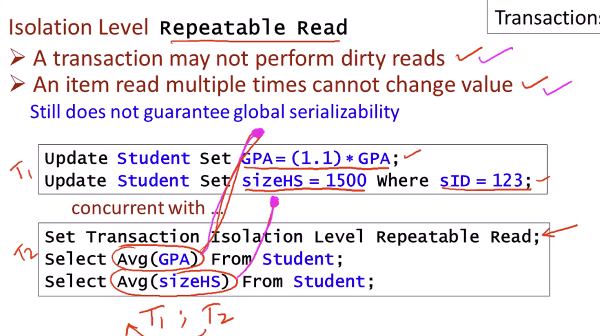 Isolation Level Repeatable Read
Transactions
➢ A transaction may not perform dirty reads
➢ An item read multiple times cannot change value
Still does not guarantee global serializability
T1
Update Student Set GPA = (1.1) * GPA;
Update Student Set sizeHS = 1500 Where sID = 123;
concurrent with …
T2
Set Transaction Isolation Level Repeatable Read;
Select Avg(GPA) From Student;
Select Avg(sizeHS) From Student;
T1 ; T2